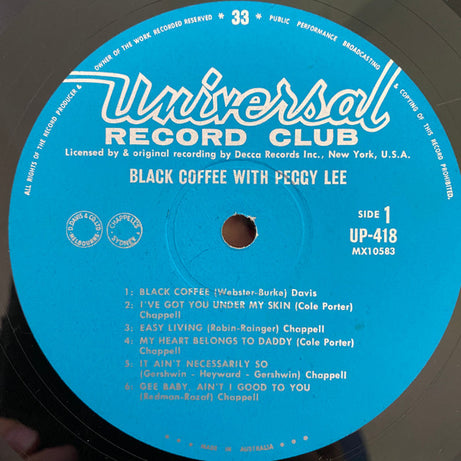 ALL RIGHTS OF THE RECORD PRODUCER & OWNER OF THE WORK RECORDED RESERVED * 33 * PUBLIC PERFORMANCE BROADCASTING & COPYING OF THIS RECORD PROHIBITED.
Universal
RECORD CLUB
Licensed by & original recording by Decca Records Inc., New York, U.S.A.
BLACK COFFEE WITH PEGGY LEE
D. DAVIS & CO.
MELBOURNE
CHAPPELL'S
SYDNEY
SIDE 1
UP-418
MX10583
1: BLACK COFFEE (Webster-Burke) Davis
2: I'VE GOT YOU UNDER MY SKIN (Cole Porter)
Chappell
3: EASY LIVING (Robin-Rainger) Chappell
4: MY HEART BELONGS TO DADDY (Cole Porter)
Chappell
5: IT AIN'T NECESSARILY SO
(Gershwin - Heyward - Gershwin) Chappell
6: GEE BABY, AIN'T I GOOD TO YOU
(Redman-Razaf) Chappell
MADE IN AUSTRALIA